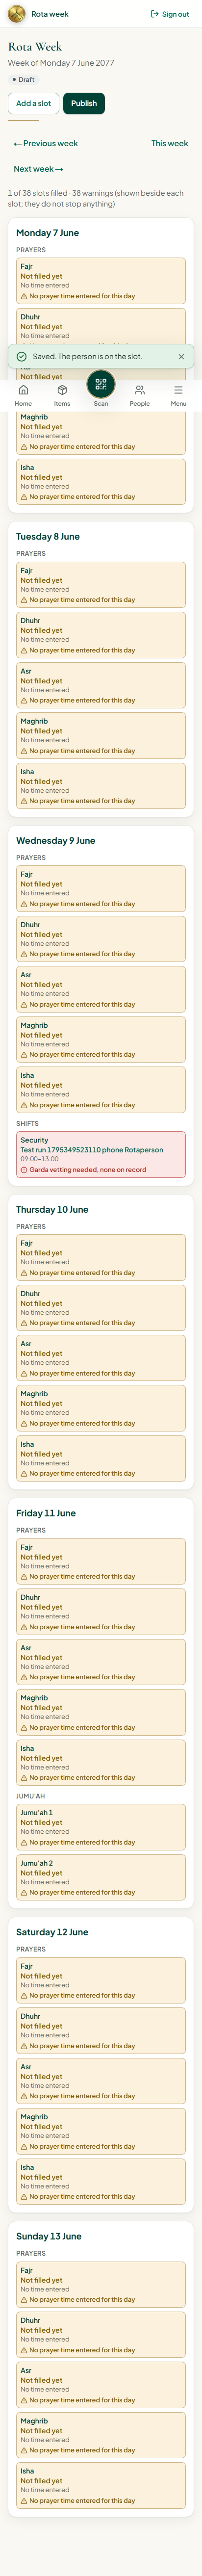 Rota week
Sign out
Rota Week
Week of Monday 7 June 2077
Draft
Add a slot
Publish
← Previous week
This week
Next week →
1 of 38 slots filled · 38 warnings (shown beside each
slot; they do not stop anything)
Monday 7 June
PRAYERS
Fajr
Not filled yet
No time entered
No prayer time entered for this day
Dhuhr
Not filled yet
No time entered
Saved. The person is on the slot.
Home
Items
Scan
People
Menu
Maghrib
Not filled yet
No time entered
No prayer time entered for this day
Isha
Not filled yet
No time entered
No prayer time entered for this day
Tuesday 8 June
PRAYERS
Fajr
Not filled yet
No time entered
No prayer time entered for this day
Dhuhr
Not filled yet
No time entered
No prayer time entered for this day
Asr
Not filled yet
No time entered
No prayer time entered for this day
Maghrib
Not filled yet
No time entered
No prayer time entered for this day
Isha
Not filled yet
No time entered
No prayer time entered for this day
Wednesday 9 June
PRAYERS
Fajr
Not filled yet
No time entered
No prayer time entered for this day
Dhuhr
Not filled yet
No time entered
No prayer time entered for this day
Asr
Not filled yet
No time entered
No prayer time entered for this day
Maghrib
Not filled yet
No time entered
No prayer time entered for this day
Isha
Not filled yet
No time entered
No prayer time entered for this day
SHIFTS
Security
Test run 1795349523110 phone Rotaperson
09:00–13:00
Garda vetting needed, none on record
Thursday 10 June
PRAYERS
Fajr
Not filled yet
No time entered
No prayer time entered for this day
Dhuhr
Not filled yet
No time entered
No prayer time entered for this day
Asr
Not filled yet
No time entered
No prayer time entered for this day
Maghrib
Not filled yet
No time entered
No prayer time entered for this day
Isha
Not filled yet
No time entered
No prayer time entered for this day
Friday 11 June
PRAYERS
Fajr
Not filled yet
No time entered
No prayer time entered for this day
Dhuhr
Not filled yet
No time entered
No prayer time entered for this day
Asr
Not filled yet
No time entered
No prayer time entered for this day
Maghrib
Not filled yet
No time entered
No prayer time entered for this day
Isha
Not filled yet
No time entered
No prayer time entered for this day
JUMU'AH
Jumu'ah 1
Not filled yet
No time entered
No prayer time entered for this day
Jumu'ah 2
Not filled yet
No time entered
No prayer time entered for this day
Saturday 12 June
PRAYERS
Fajr
Not filled yet
No time entered
No prayer time entered for this day
Dhuhr
Not filled yet
No time entered
No prayer time entered for this day
Asr
Not filled yet
No time entered
No prayer time entered for this day
Maghrib
Not filled yet
No time entered
No prayer time entered for this day
Isha
Not filled yet
No time entered
No prayer time entered for this day
Sunday 13 June
PRAYERS
Fajr
Not filled yet
No time entered
No prayer time entered for this day
Dhuhr
Not filled yet
No time entered
No prayer time entered for this day
Asr
Not filled yet
No time entered
No prayer time entered for this day
Maghrib
Not filled yet
No time entered
No prayer time entered for this day
Isha
Not filled yet
No time entered
No prayer time entered for this day